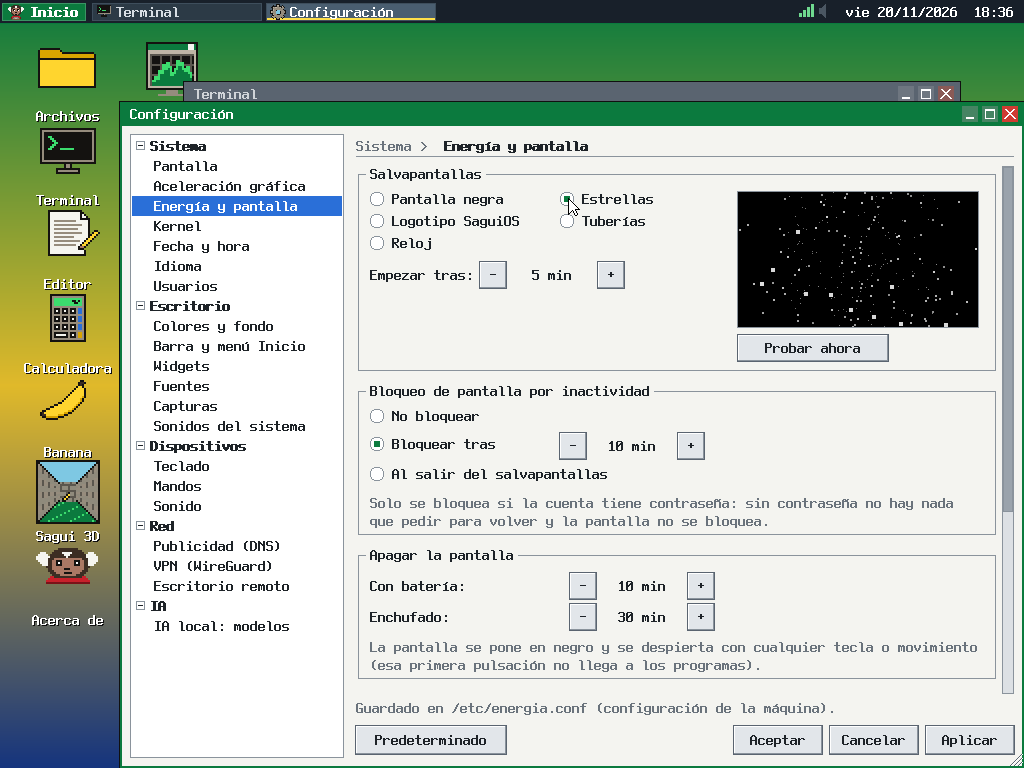 Inicio
Terminal
Configuración
vie 20/11/2026 18:36
Archivos
Terminal
Editor
Calculadora
Banana
Sagui 3D
Acerca de
Terminal
Configuración
Sistema
Pantalla
Aceleración gráfica
Energía y pantalla
Kernel
Fecha y hora
Idioma
Usuarios
Escritorio
Colores y fondo
Barra y menú Inicio
Widgets
Fuentes
Capturas
Sonidos del sistema
Dispositivos
Teclado
Mandos
Sonido
Red
Publicidad (DNS)
VPN (WireGuard)
Escritorio remoto
IA
IA local: modelos
Sistema > Energía y pantalla
Salvapantallas
Pantalla negra
Estrellas
Logotipo SaguiOS
Tuberías
Reloj
Empezar tras: - 5 min +
Probar ahora
Bloqueo de pantalla por inactividad
No bloquear
Bloquear tras - 10 min +
Al salir del salvapantallas
Solo se bloquea si la cuenta tiene contraseña: sin contraseña no hay nada
que pedir para volver y la pantalla no se bloquea.
Apagar la pantalla
Con batería: - 10 min +
Enchufado: - 30 min +
La pantalla se pone en negro y se despierta con cualquier tecla o movimiento
(esa primera pulsación no llega a los programas).
Guardado en /etc/energia.conf (configuración de la máquina).
Predeterminado
Aceptar
Cancelar
Aplicar